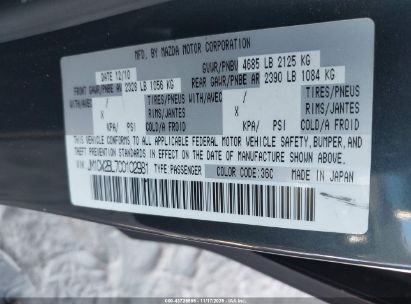 MFD. BY MAZDA MOTOR CORPORATION
DATE 10/10 GVWR/PNBV 4685 LB 2125 KG
FRONT GAWR/PNBE AV 2329 LB 1056 KG REAR GAWR/PNBE AR 2390 LB 1084 KG
WITH/AVEC / TIRES/PNEUS WITH/AVEC / TIRES/PNEUS
X RIMS/JANTES X RIMS/JANTES
KPA/ PSI COLD/A FROID KPA/ PSI COLD/A FROID
THIS VEHICLE CONFORMS TO ALL APPLICABLE FEDERAL MOTOR VEHICLE SAFETY, BUMPER, AND
THEFT PREVENTION STANDARDS IN EFFECT ON THE DATE OF MANUFACTURE SHOWN ABOVE.
TYPE: PASSENGER COLOR CODE: 36C MADE IN JAPAN